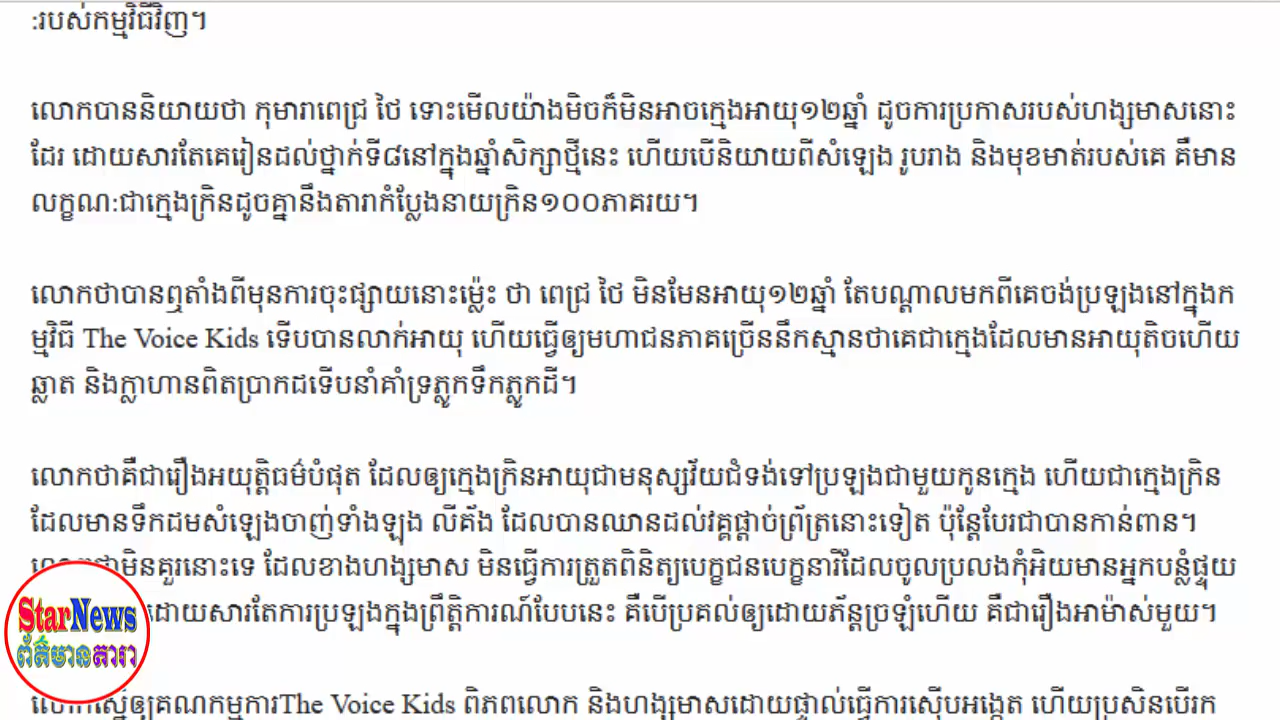 :របស់កម្មវិធីវិញ។
លោកបាននិយាយថា កុមារាពេជ្រ ថៃ ទោះមើលយ៉ាងមិចក៏មិនអាចក្មេងអាយុ១២ឆ្នាំ ដូចការប្រកាសរបស់ហង្សមាសនោះ
ដែរ ដោយសារតែគេរៀនដល់ថ្នាក់ទី៨នៅក្នុងឆ្នាំសិក្សាថ្មីនេះ ហើយបើនិយាយពីសំឡេង រូបរាង និងមុខមាត់របស់គេ គឺមាន
លក្ខណ:ជាក្មេងក្រិនដូចគ្នានឹងតារាកំប្លែងនាយក្រិន១០០ភាគរយ។
លោកថាបានឮតាំងពីមុនការចុះផ្សាយនោះម្ល៉េះ ថា ពេជ្រ ថៃ មិនមែនអាយុ១២ឆ្នាំ តែបណ្តាលមកពីគេចង់ប្រឡងនៅក្នុងក
ម្មវិធី The Voice Kids ទើបបានលាក់អាយុ ហើយធ្វើឲ្យមហាជនភាគច្រើននឹកស្មានថាគេជាក្មេងដែលមានអាយុតិចហើយ
ឆ្លាត និងក្លាហានពិតប្រាកដទើបនាំគាំទ្រភ្លូកទឹកភ្លូកដី។
លោកថាគឺជារឿងអយុត្តិធម៌បំផុត ដែលឲ្យក្មេងក្រិនអាយុជាមនុស្សវ័យជំទង់ទៅប្រឡងជាមួយកូនក្មេង ហើយជាក្មេងក្រិន
ដែលមានទឹកដមសំឡេងចាញ់ទាំងឡុង លីគ័ង ដែលបានឈានដល់វគ្គផ្តាច់ព្រ័ត្រនោះទៀត ប៉ុន្តែបែរជាបានកាន់ពាន។
លោកថាមិនគួរនោះទេ ដែលខាងហង្សមាស មិនធ្វើការត្រួតពិនិត្យបេក្ខជនបេក្ខនារីដែលចូលប្រលងកុំអិយមានអ្នកបន្លំផ្ទុយ
ដោយសារតែការប្រឡងក្នុងព្រឹត្តិការណ៍បែបនេះ គឺបើប្រគល់ឲ្យដោយភ័ន្តច្រឡំហើយ គឺជារឿងអាម៉ាស់មួយ។
StarNews
ព័ត៌មានតារា
លោកស្នើឲ្យគណកម្មការThe Voice Kids ពិភពលោក និងហង្សមាសដោយផ្ទាល់ធ្វើការស៊ើបអង្កេត ហើយប្រសិនបើរក